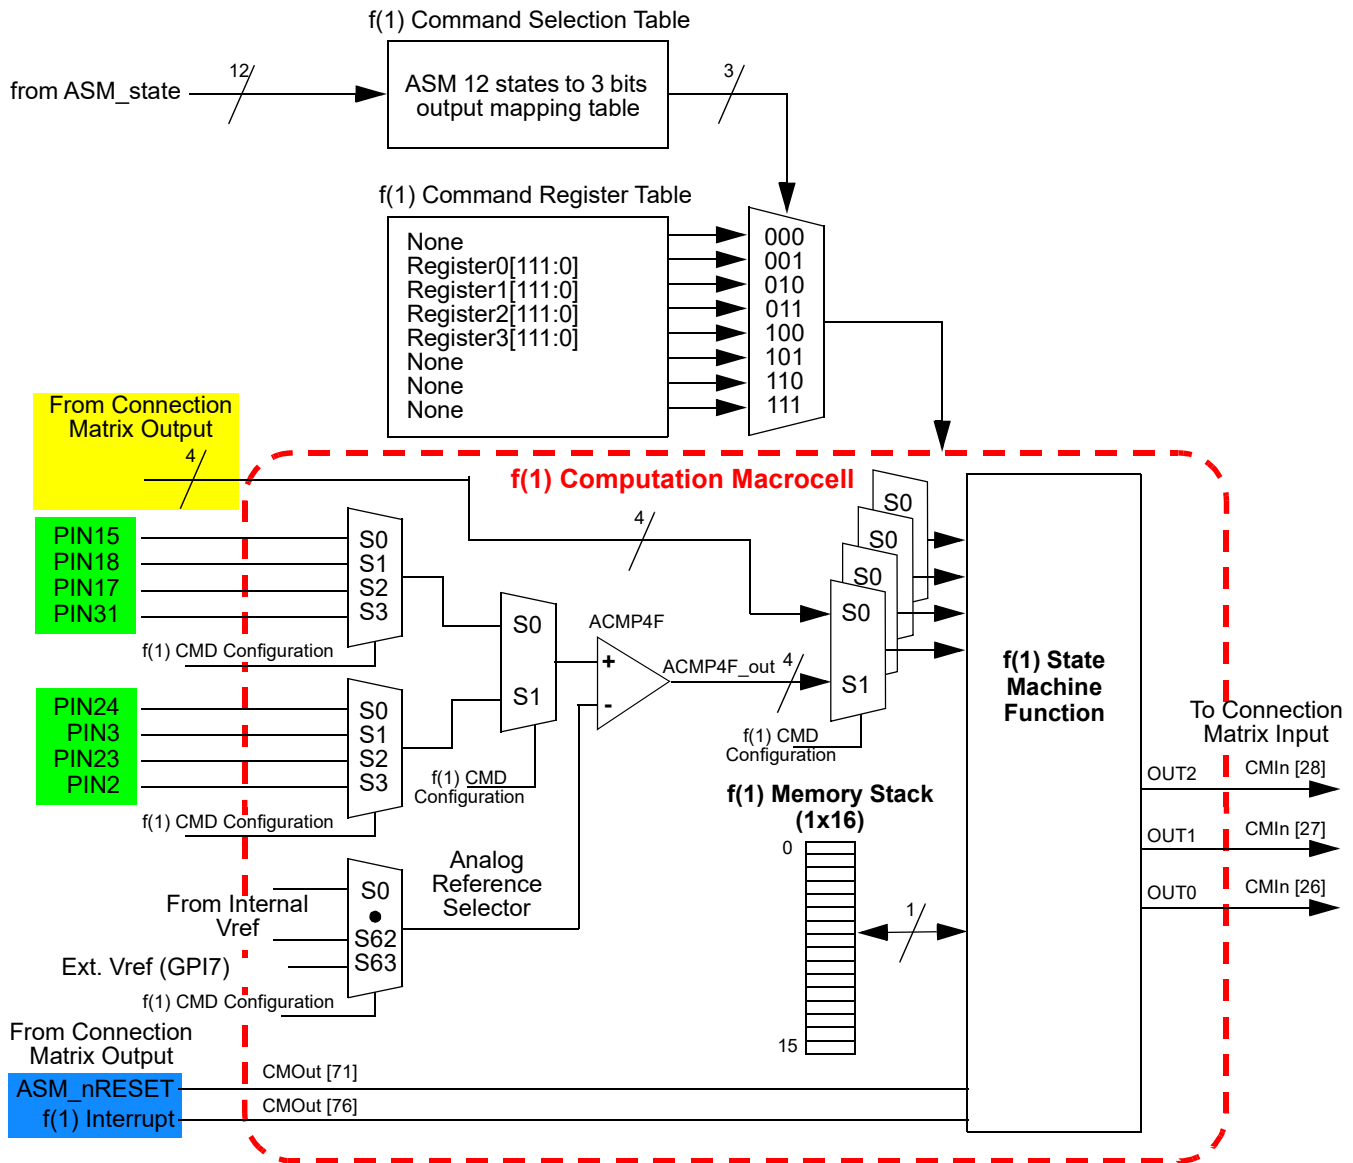 f(1) Command Selection Table
from ASM_state
12
ASM 12 states to 3 bits
output mapping table
3
f(1) Command Register Table
None
Register0[111:0]
Register1[111:0]
Register2[111:0]
Register3[111:0]
None
None
None
000
001
010
011
100
101
110
111
From Connection
Matrix Output
4
f(1) Computation Macrocell
4
PIN15
PIN18
PIN17
PIN31
S0
S1
S2
S3
f(1) CMD Configuration
PIN24
PIN3
PIN23
PIN2
S0
S1
S2
S3
f(1) CMD Configuration
S0
S1
f(1) CMD
Configuration
ACMP4F
+
-
ACMP4F_out
4
S0
S0
S0
S0
S1
f(1) CMD
Configuration
f(1) State
Machine
Function
f(1) Memory Stack
(1x16)
0
15
1
Analog
Reference
Selector
From Internal
Vref
Ext. Vref (GPI7)
S0
S62
S63
f(1) CMD Configuration
To Connection
Matrix Input
OUT2
CMIn [28]
OUT1
CMIn [27]
OUT0
CMIn [26]
From Connection
Matrix Output
ASM_nRESET
f(1) Interrupt
CMOut [71]
CMOut [76]